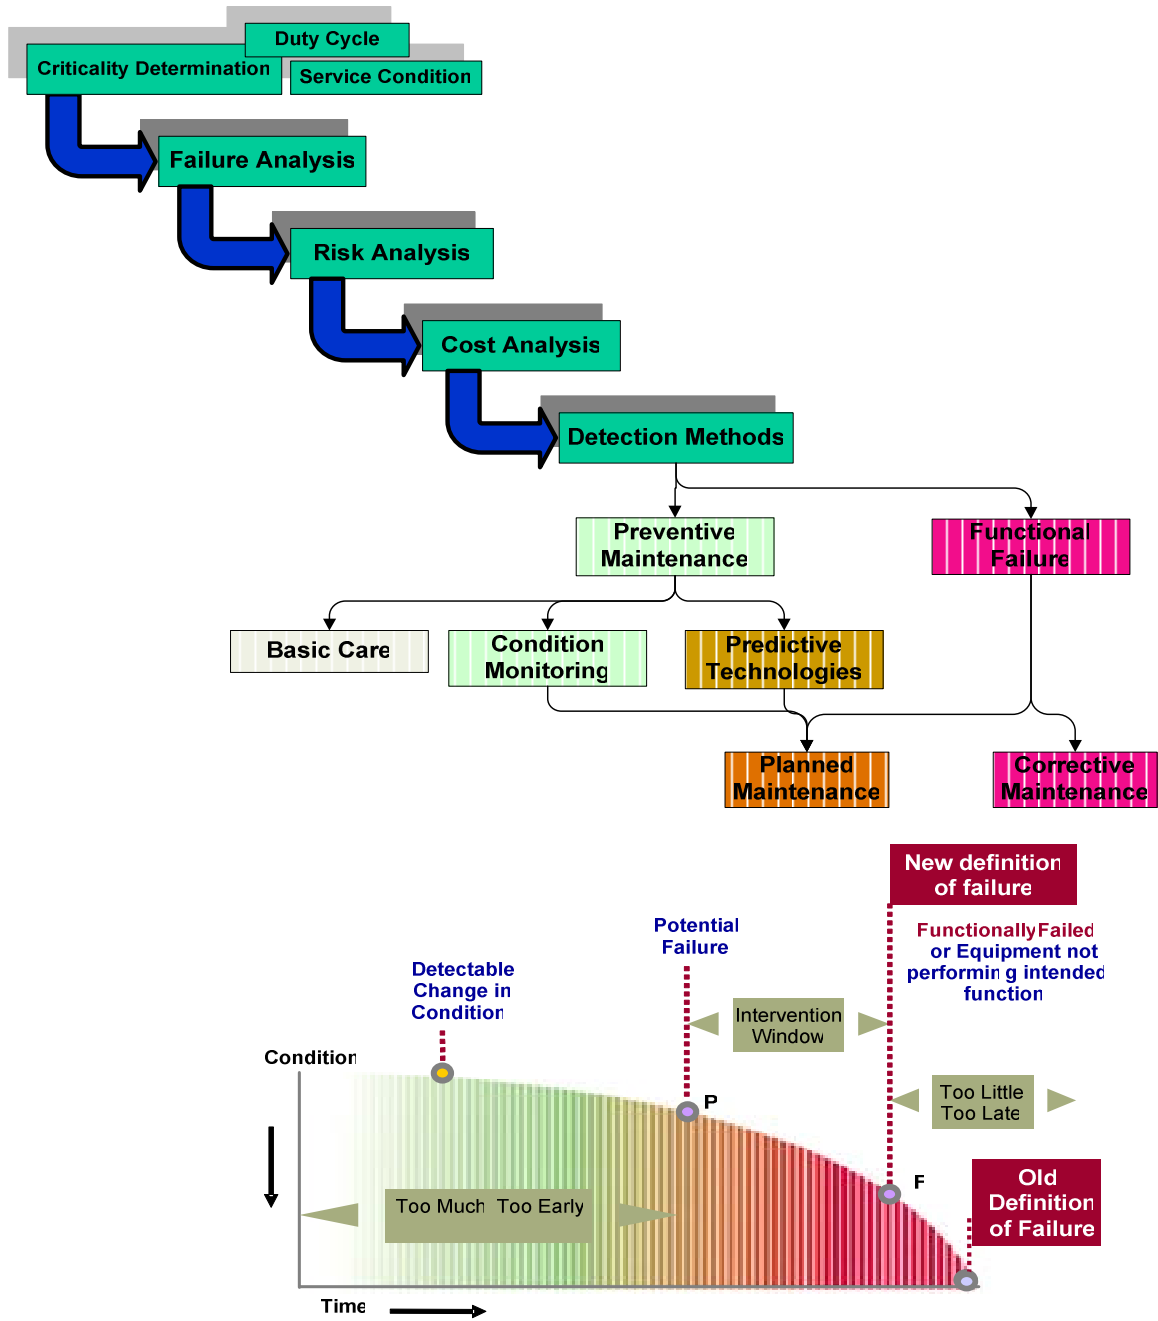 Duty Cycle
Criticality Determination
Service Condition
Failure Analysis
Risk Analysis
Cost Analysis
Detection Methods
Preventive
Maintenance
Functional
Failure
Basic Care
Condition
Monitoring
Predictive
Technologies
Planned
Maintenance
Corrective
Maintenance
New definition
of failure
Potential
Failure
Functionally Failed
or Equipment not
performing intended
function
Detectable
Change in
Condition
Intervention
Window
Condition
P
Too Little
Too Late
F
Old
Definition
of Failure
Too Much Too Early
Time